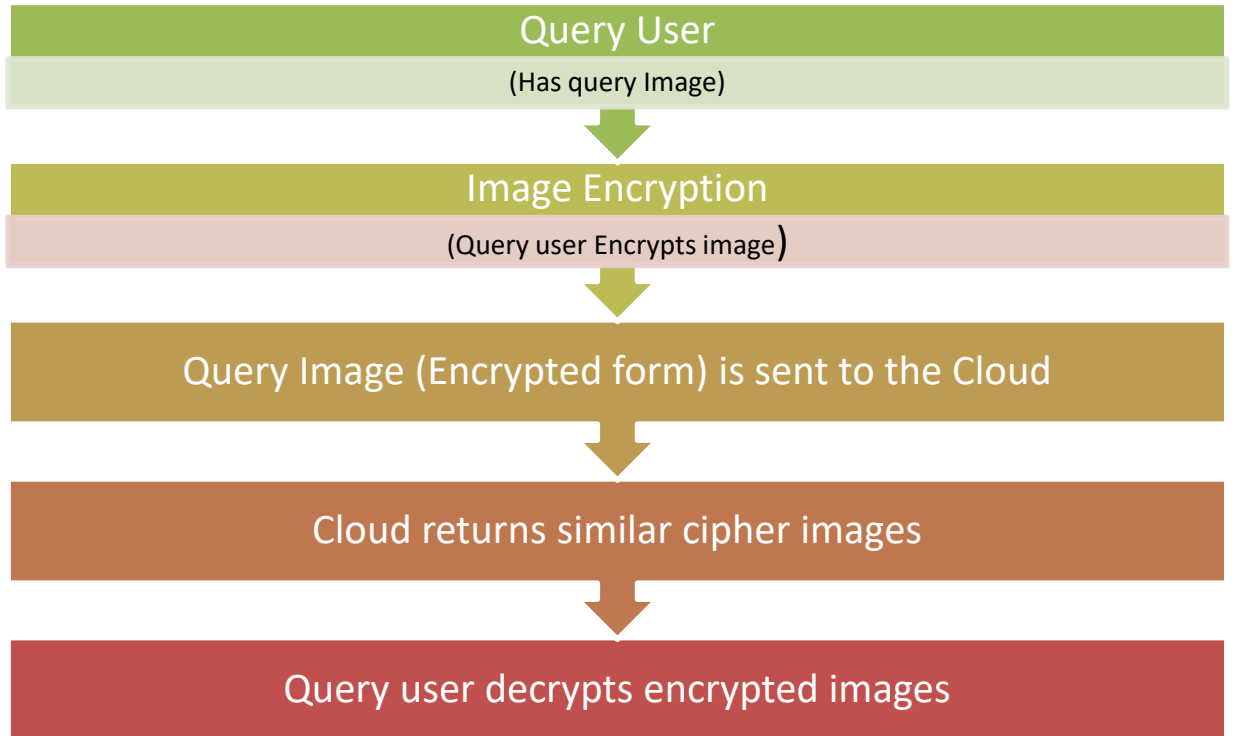 Query User
(Has query Image)
Image Encryption
(Query user Encrypts image)
Query Image (Encrypted form) is sent to the Cloud
Cloud returns similar cipher images
Query user decrypts encrypted images